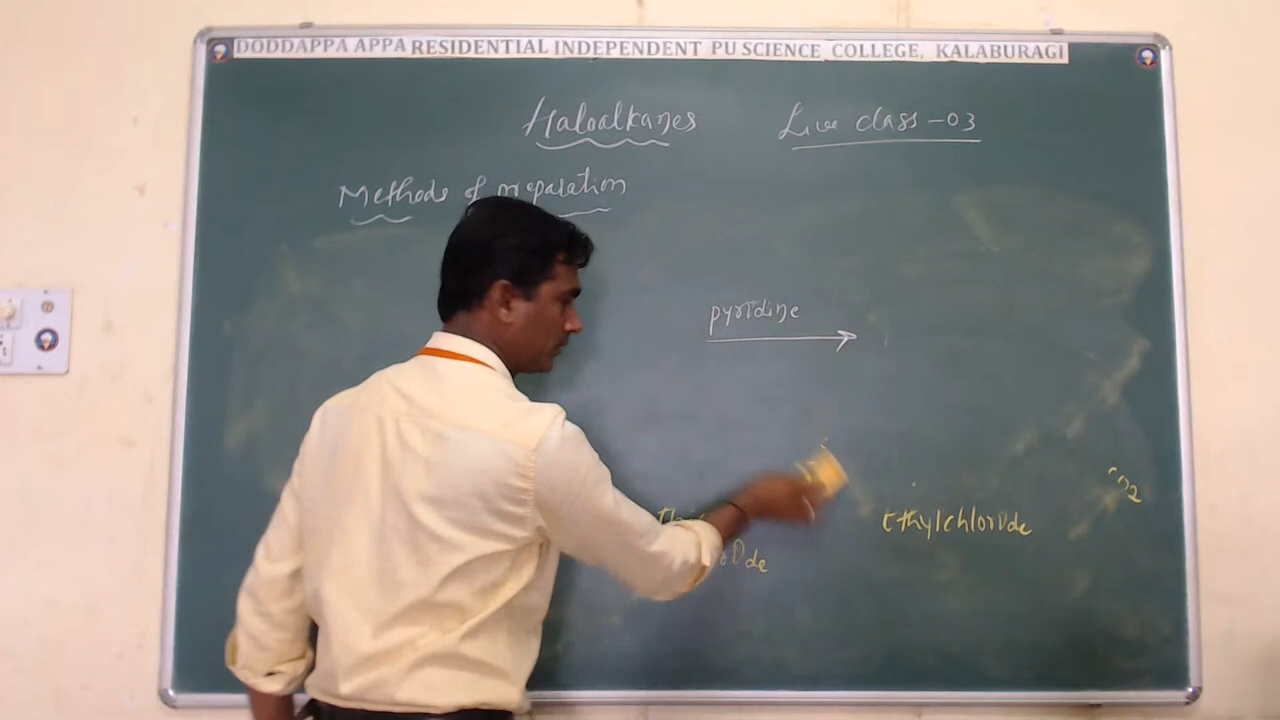 DODDAPPA APPA RESIDENTIAL INDEPENDENT PU SCIENCE COLLEGE, KALABURAGI
Haloalkanes Live class - 03
Methods of preparation
pyridine
Ethylchloride